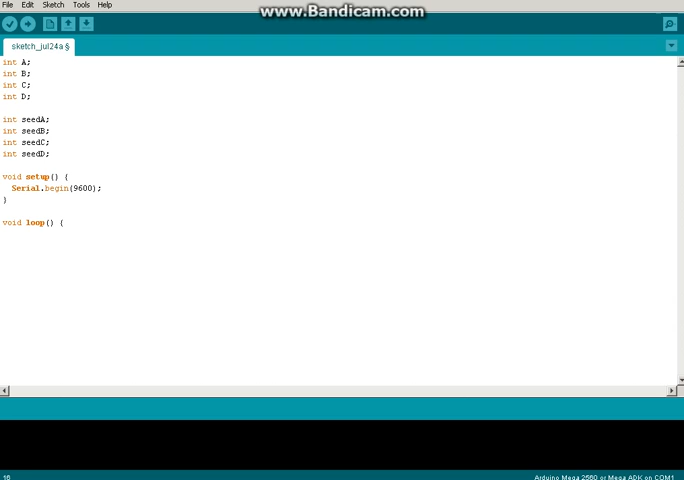 www.Bandicam.com
File Edit Sketch Tools Help
sketch_jul24a §
int A;
int B;
int C;
int D;
int seedA;
int seedB;
int seedC;
int seedD;
void setup() {
Serial.begin(9600);
}
void loop() {
16
Arduino Mega 2560 or Mega ADK on COM1